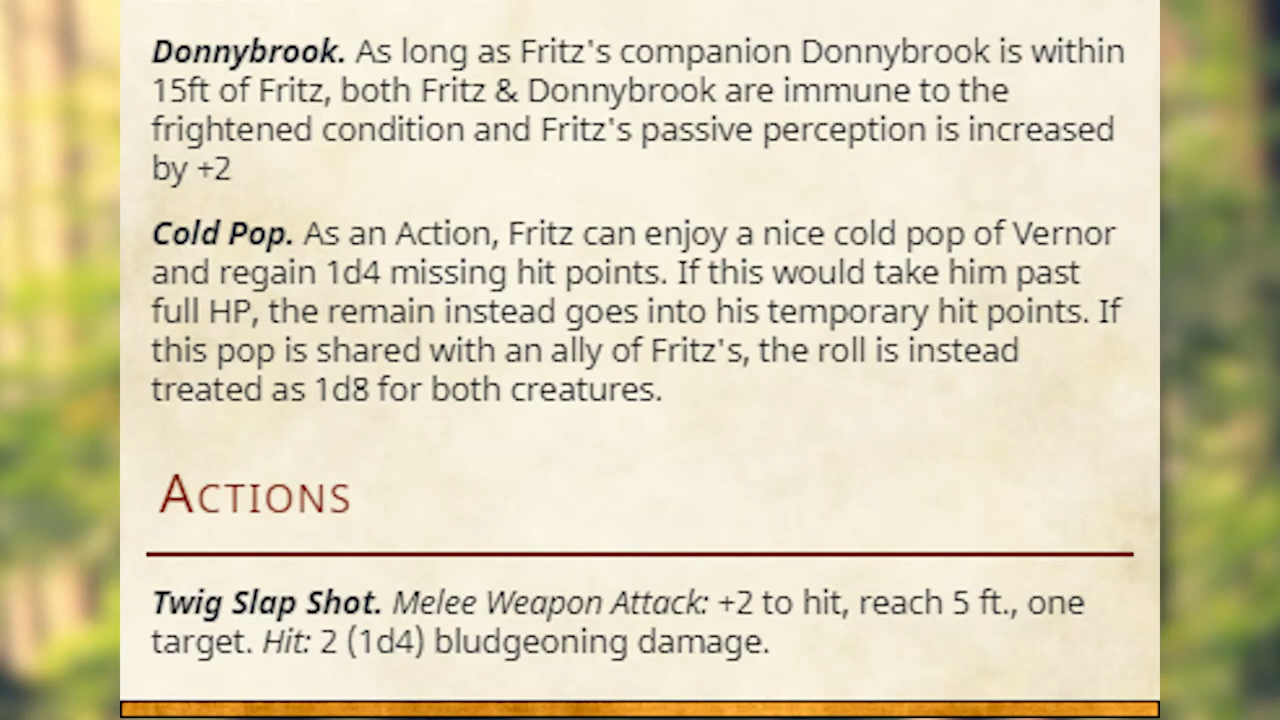 Donnybrook. As long as Fritz's companion Donnybrook is within
15ft of Fritz, both Fritz & Donnybrook are immune to the
frightened condition and Fritz's passive perception is increased
by +2
Cold Pop. As an Action, Fritz can enjoy a nice cold pop of Vernor
and regain 1d4 missing hit points. If this would take him past
full HP, the remain instead goes into his temporary hit points. If
this pop is shared with an ally of Fritz's, the roll is instead
treated as 1d8 for both creatures.
ACTIONS
Twig Slap Shot. Melee Weapon Attack: +2 to hit, reach 5 ft., one
target. Hit: 2 (1d4) bludgeoning damage.